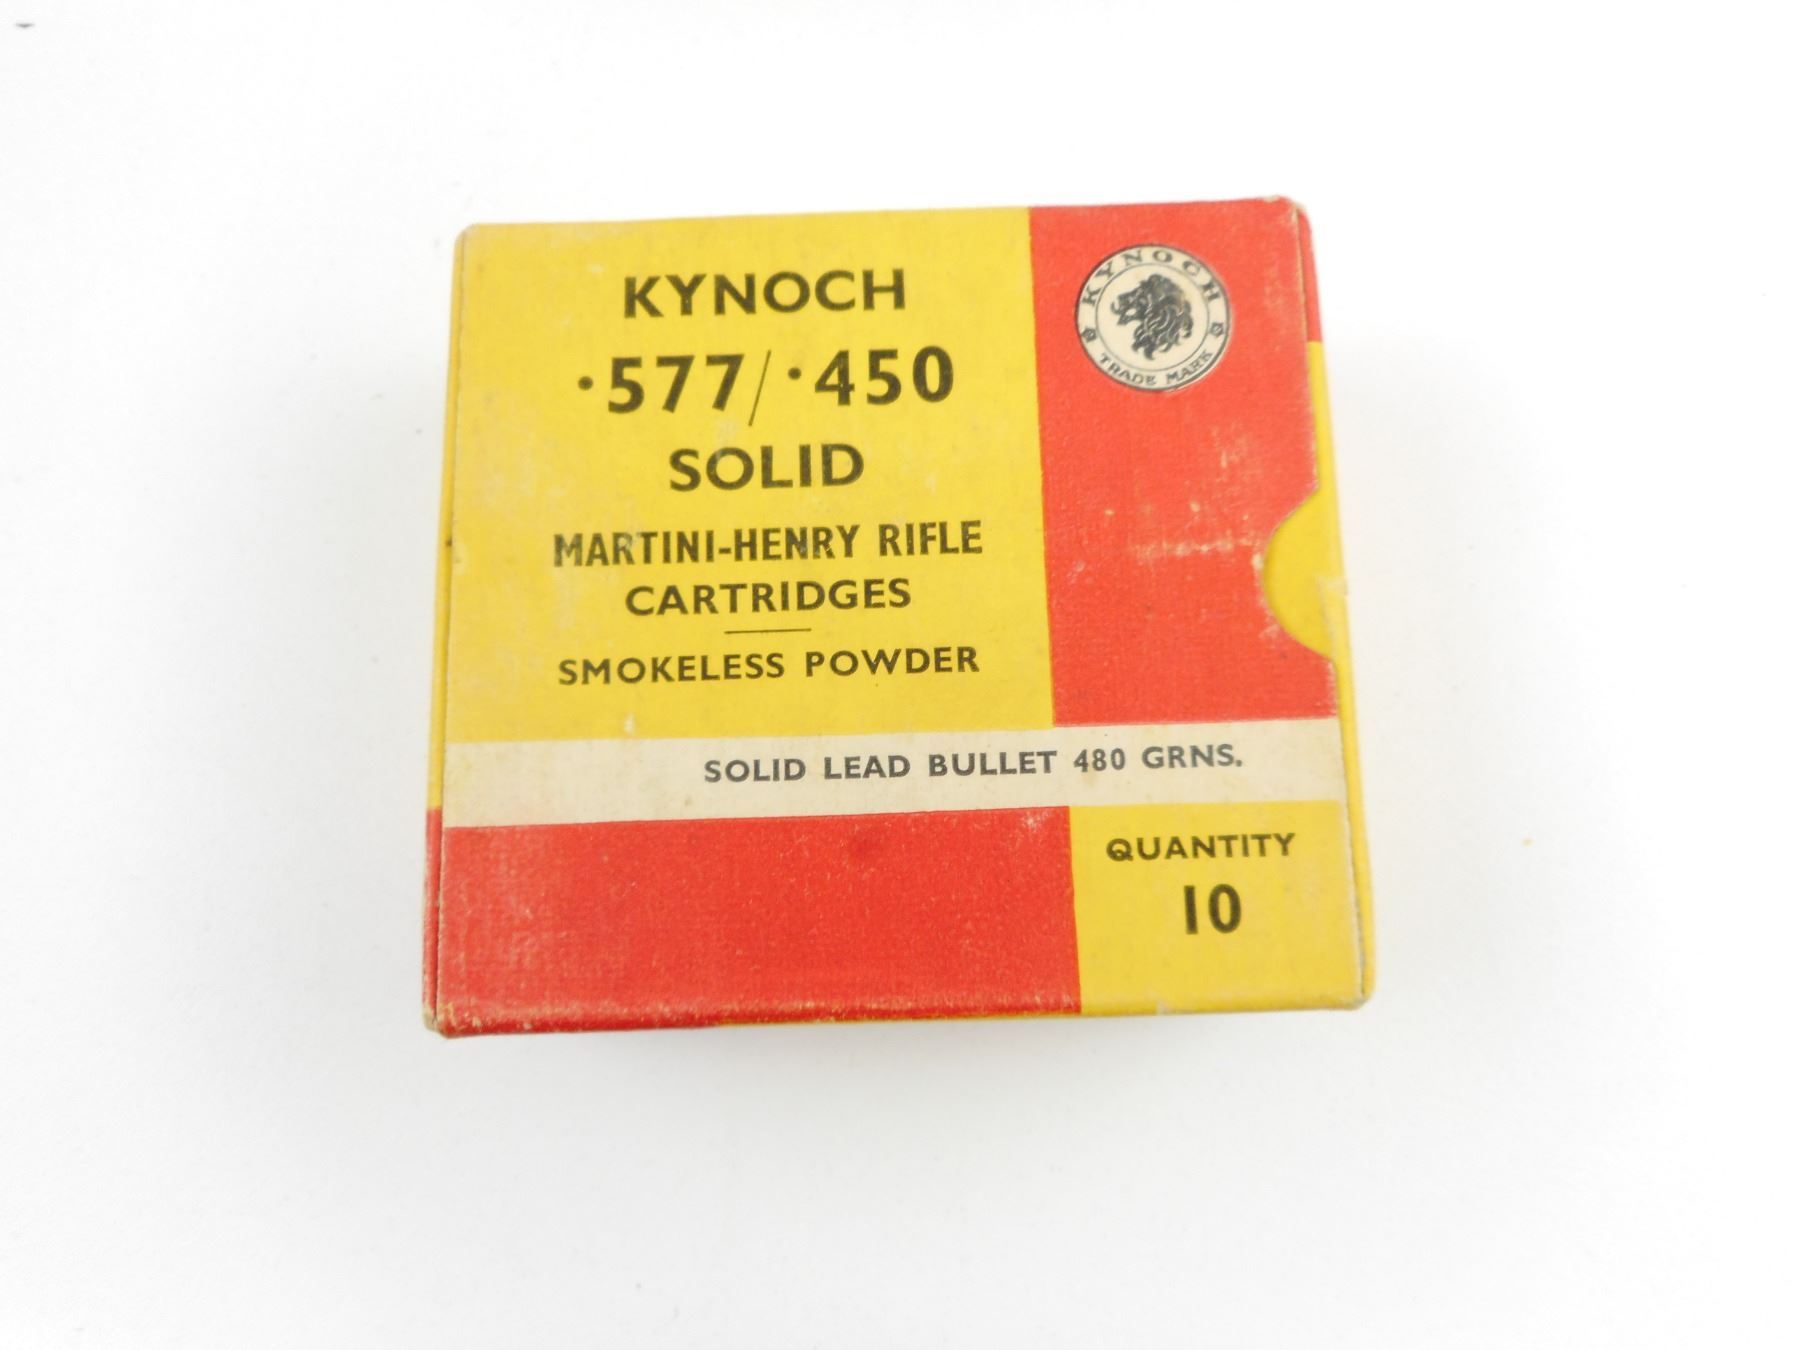 KYNOCH
·577/·450
SOLID
MARTINI-HENRY RIFLE
CARTRIDGES
SMOKELESS POWDER
KYNOCH
TRADE MARK
SOLID LEAD BULLET 480 GRNS.
QUANTITY
10